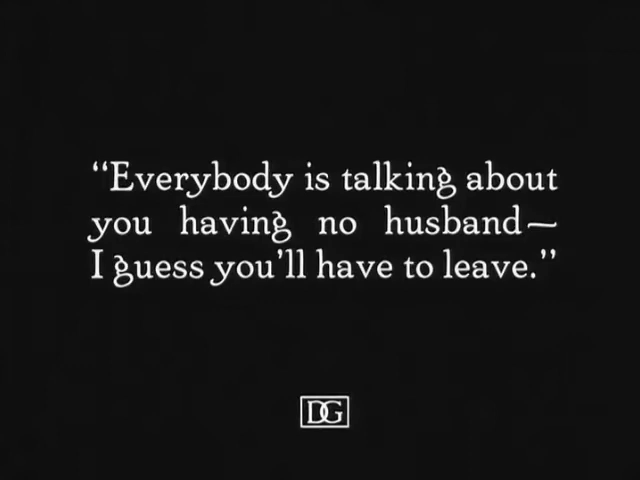 “Everybody is talking about
you having no husband—
I guess you’ll have to leave.”
DG